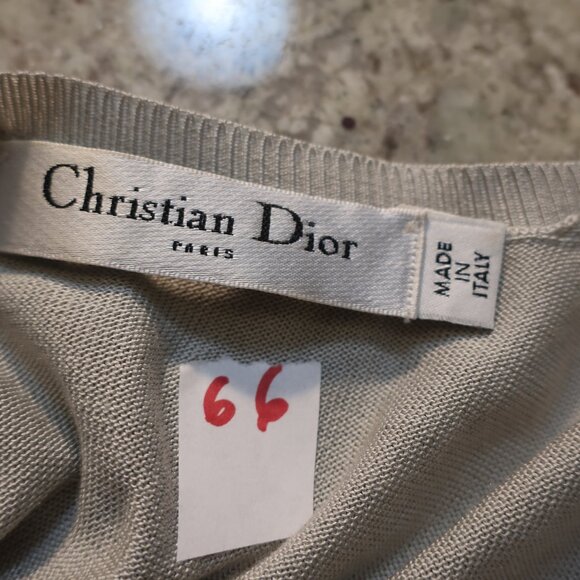 Christian Dior
PARIS
MADE
IN
ITALY
66